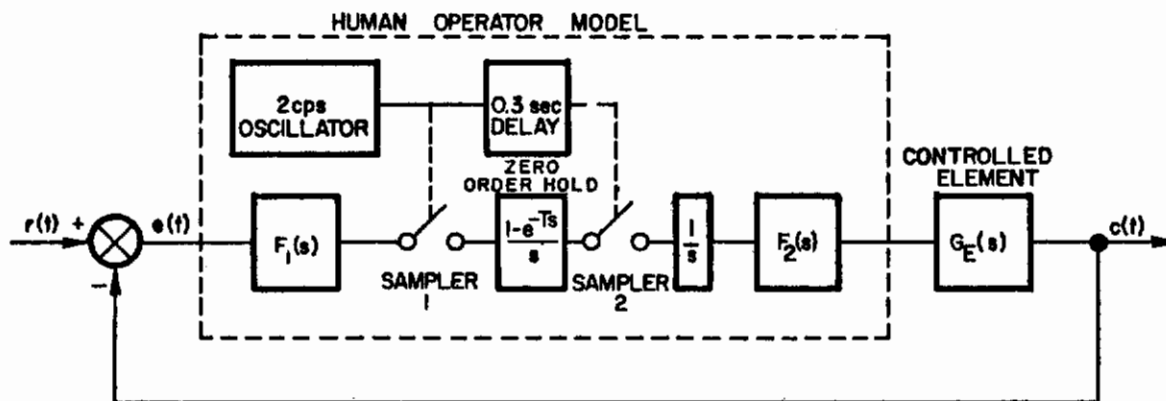 HUMAN OPERATOR MODEL
2cps
OSCILLATOR
0.3 sec
DELAY
ZERO
ORDER HOLD
CONTROLLED
ELEMENT
r(t) +
e(t)
−
F₁(s)
SAMPLER
1
1-e^-Ts
s
SAMPLER
2
1
s
F₂(s)
G_E(s)
c(t)